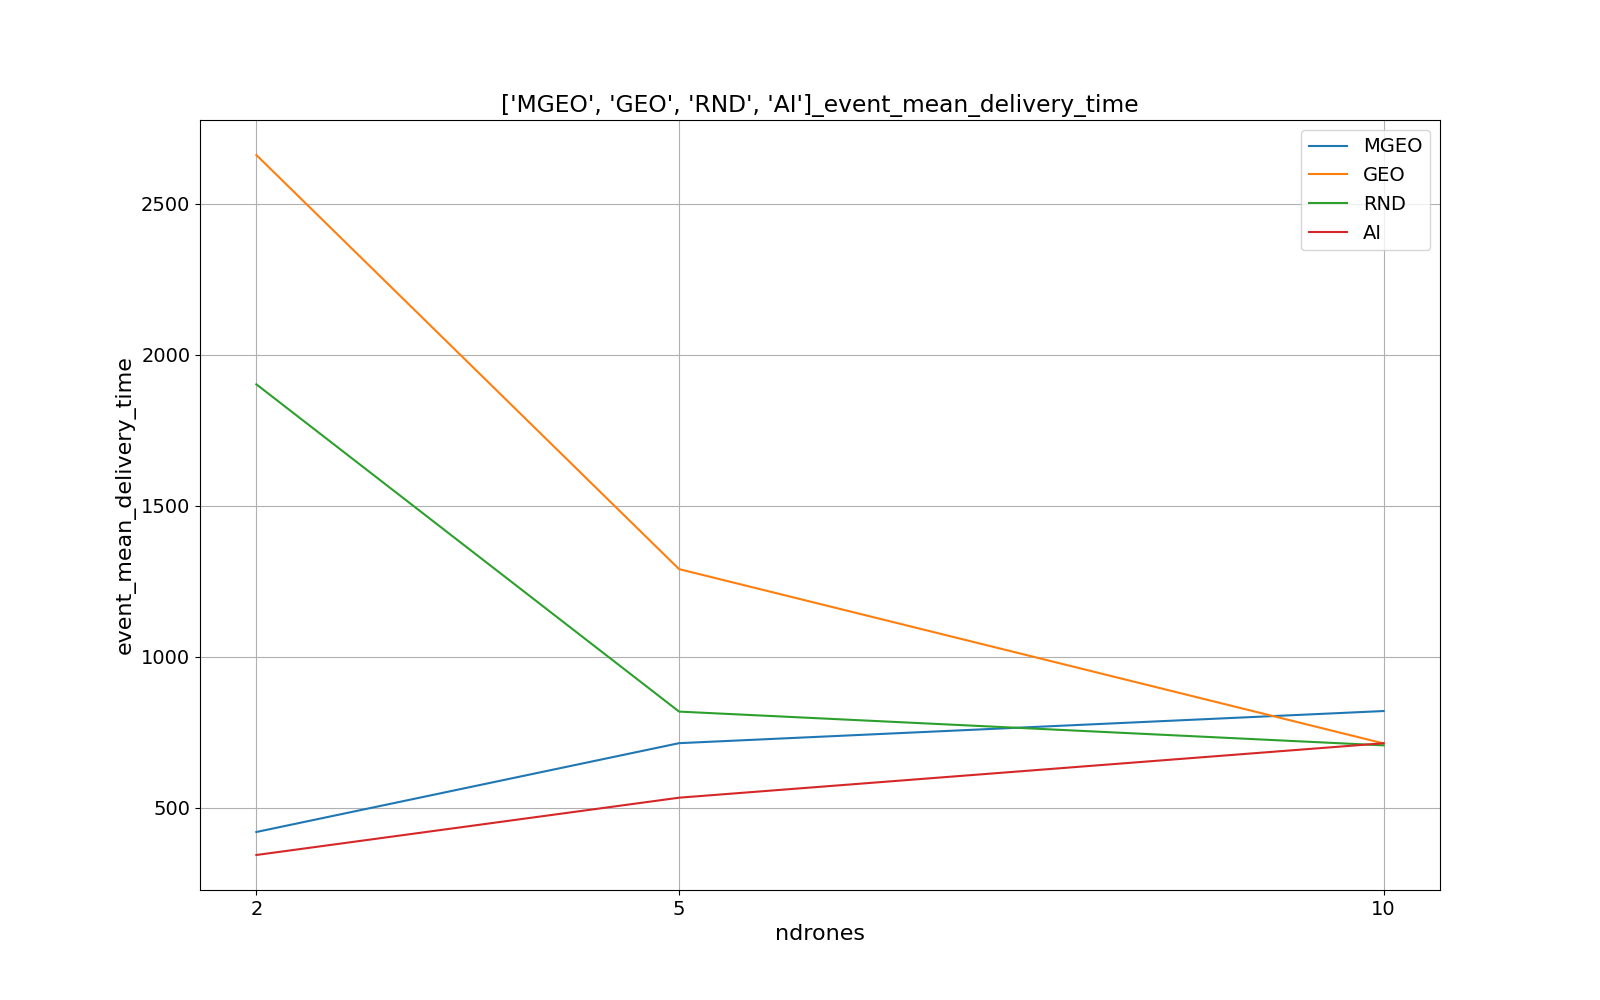 ['MGEO', 'GEO', 'RND', 'AI']_event_mean_delivery_time
MGEO
GEO
RND
AI
event_mean_delivery_time
2500
2000
1500
1000
500
2
5
10
ndrones